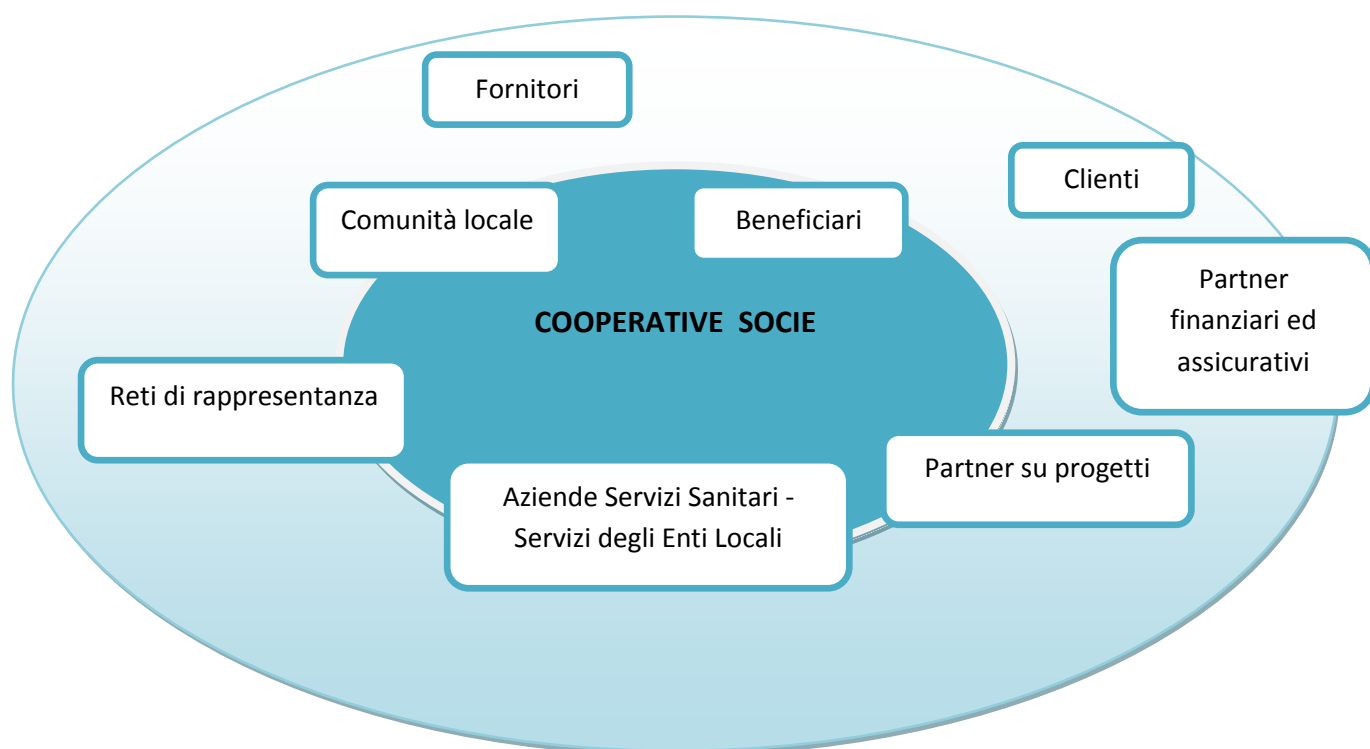 Fornitori
Clienti
Comunità locale
Beneficiari
Partner
finanziari ed
assicurativi
COOPERATIVE SOCIE
Reti di rappresentanza
Partner su progetti
Aziende Servizi Sanitari -
Servizi degli Enti Locali